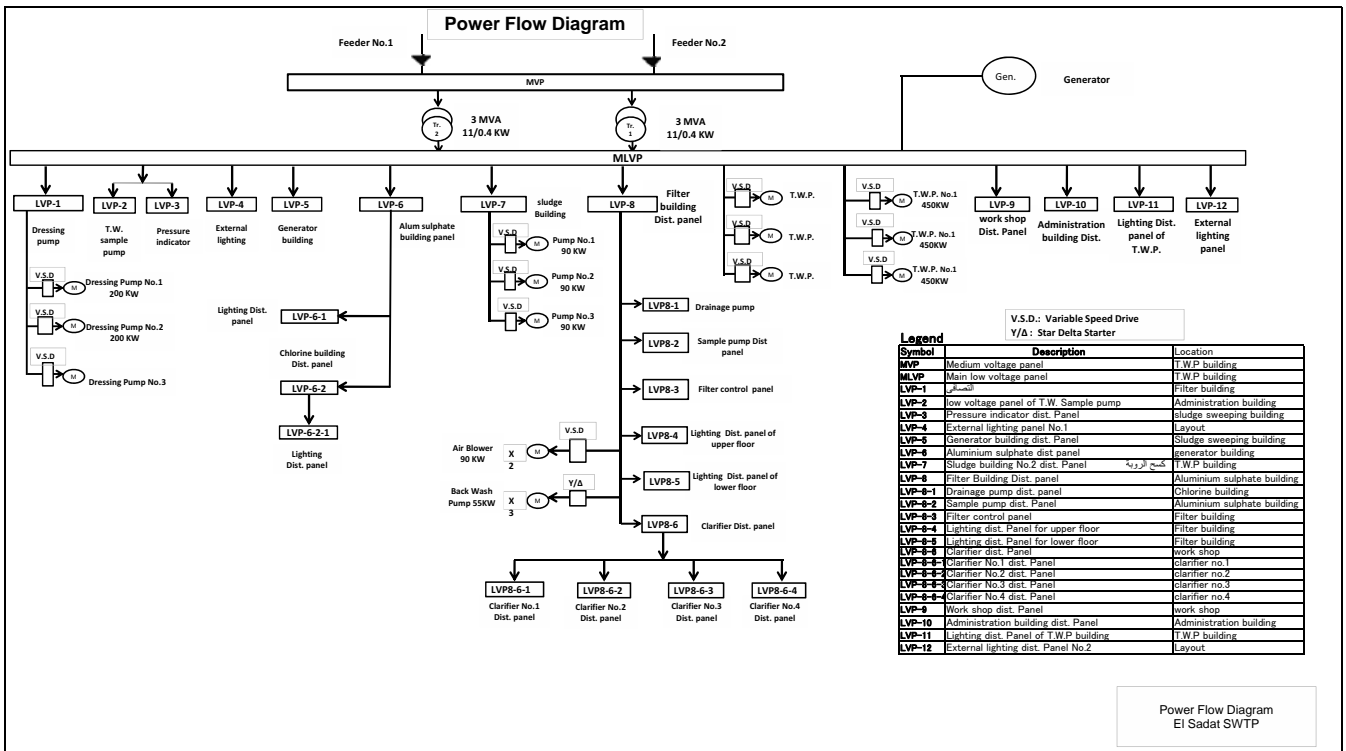 Power Flow Diagram
Feeder No.1
Feeder No.2
MVP
Gen.
Generator
Tr.
2
3 MVA
11/0.4 KW
Tr.
1
3 MVA
11/0.4 KW
MLVP
LVP-1
LVP-2
LVP-3
LVP-4
LVP-5
LVP-6
LVP-7
sludge
Building
LVP-8
Filter
building
Dist. panel
LVP-9
LVP-10
LVP-11
LVP-12
Dressing
pump
T.W.
sample
pump
Pressure
indicator
External
lighting
Generator
building
Alum sulphate
building panel
work shop
Dist. Panel
Administration
building Dist.
Lighting Dist.
panel of
T.W.P.
External
lighting
panel
V.S.D
M
Dressing Pump No.1
200 KW
V.S.D
M
Dressing Pump No.2
200 KW
V.S.D
M
Dressing Pump No.3
Lighting Dist.
panel
LVP-6-1
Chlorine building
Dist. panel
LVP-6-2
LVP-6-2-1
Lighting
Dist. panel
V.S.D
M
Pump No.1
90 KW
V.S.D
M
Pump No.2
90 KW
V.S.D
M
Pump No.3
90 KW
V.S.D
M
T.W.P.
V.S.D
M
T.W.P.
V.S.D
M
T.W.P.
V.S.D
M
T.W.P. No.1
450KW
V.S.D
M
T.W.P. No.1
450KW
V.S.D
M
T.W.P. No.1
450KW
LVP8-1
Drainage pump
LVP8-2
Sample pump Dist
panel
LVP8-3
Filter control panel
LVP8-4
Lighting Dist. panel of
upper floor
LVP8-5
Lighting Dist. panel of
lower floor
LVP8-6
Clarifier Dist. panel
Air Blower
90 KW
X
2
M
V.S.D
Back Wash
Pump 55KW
X
3
M
Y/Δ
LVP8-6-1
LVP8-6-2
LVP8-6-3
LVP8-6-4
Clarifier No.1
Dist. panel
Clarifier No.2
Dist. panel
Clarifier No.3
Dist. panel
Clarifier No.4
Dist. panel
V.S.D.: Variable Speed Drive
Y/Δ : Star Delta Starter
Legend
Symbol Description Location
MVP Medium voltage panel T.W.P building
MLVP Main low voltage panel T.W.P building
LVP-1 التصافى Filter building
LVP-2 low voltage panel of T.W. Sample pump Administration building
LVP-3 Pressure indicator dist. Panel sludge sweeping building
LVP-4 External lighting panel No.1 Layout
LVP-5 Generator building dist. Panel Sludge sweeping building
LVP-6 Aluminium sulphate dist panel generator building
LVP-7 Sludge building No.2 dist. Panel كسح الروبة T.W.P building
LVP-8 Filter Building Dist. panel Aluminium sulphate building
LVP-8-1 Drainage pump dist. panel Chlorine building
LVP-8-2 Sample pump dist. Panel Aluminium sulphate building
LVP-8-3 Filter control panel Filter building
LVP-8-4 Lighting dist. Panel for upper floor Filter building
LVP-8-5 Lighting dist. Panel for lower floor Filter building
LVP-8-6 Clarifier dist. Panel work shop
LVP-8-6-1 Clarifier No.1 dist. Panel clarifier no.1
LVP-8-6-2 Clarifier No.2 dist. Panel clarifier no.2
LVP-8-6-3 Clarifier No.3 dist. Panel clarifier no.3
LVP-8-6-4 Clarifier No.4 dist. Panel clarifier no.4
LVP-9 Work shop dist. Panel work shop
LVP-10 Administration building dist. Panel Administration building
LVP-11 Lighting dist. Panel of T.W.P building T.W.P building
LVP-12 External lighting dist. Panel No.2 Layout
Power Flow Diagram
El Sadat SWTP